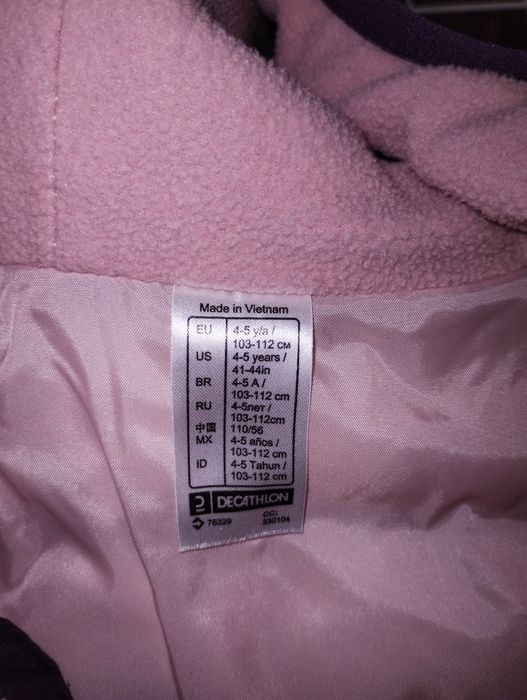 Made in Vietnam
EU 4-5 y/a /
103-112 см
US 4-5 years /
41-44in
BR 4-5 A /
103-112 cm
RU 4-5лет /
103-112cm
中国 110/56
MX 4-5 años /
103-112 cm
ID 4-5 Tahun /
103-112 cm
DECATHLON
78329 CC:
330104